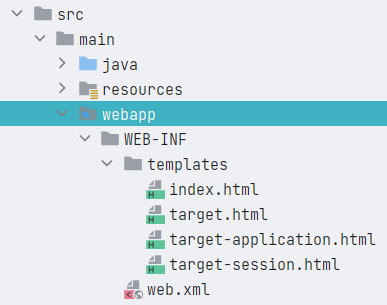 src
main
java
resources
webapp
WEB-INF
templates
index.html
target.html
target-application.html
target-session.html
web.xml